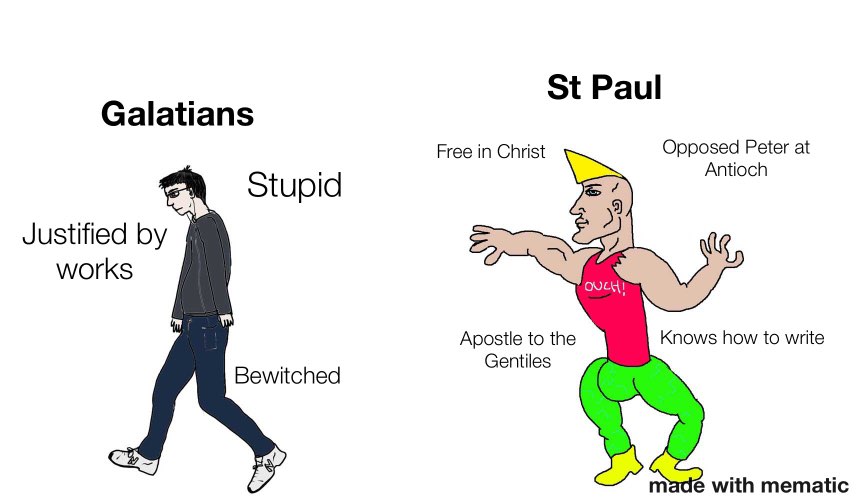 Galatians
Stupid
Justified by
works
Bewitched
St Paul
Free in Christ
Opposed Peter at
Antioch
OUCH!
Apostle to the
Gentiles
Knows how to write
made with mematic